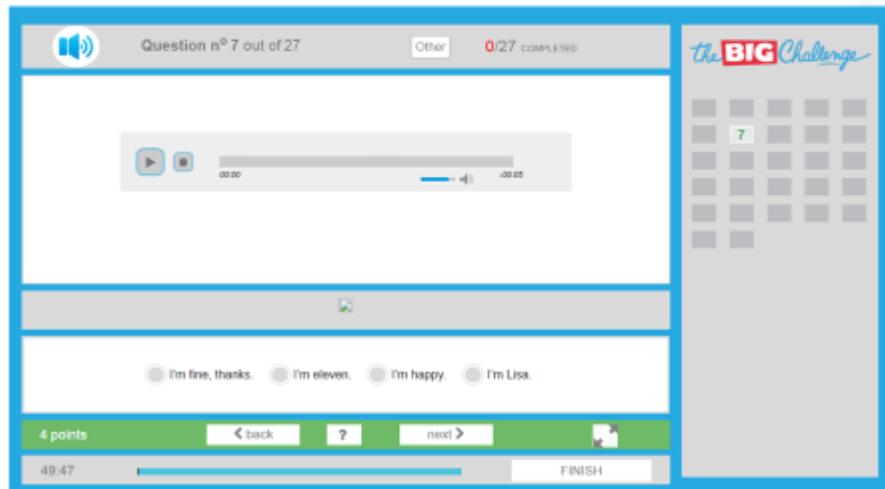 Question nº 7 out of 27
Other
0/27 COMPLETED
the BIG Challenge
7
00:00
-00:05
I'm fine, thanks.
I'm eleven.
I'm happy.
I'm Lisa.
4 points
back
?
next
49:47
FINISH